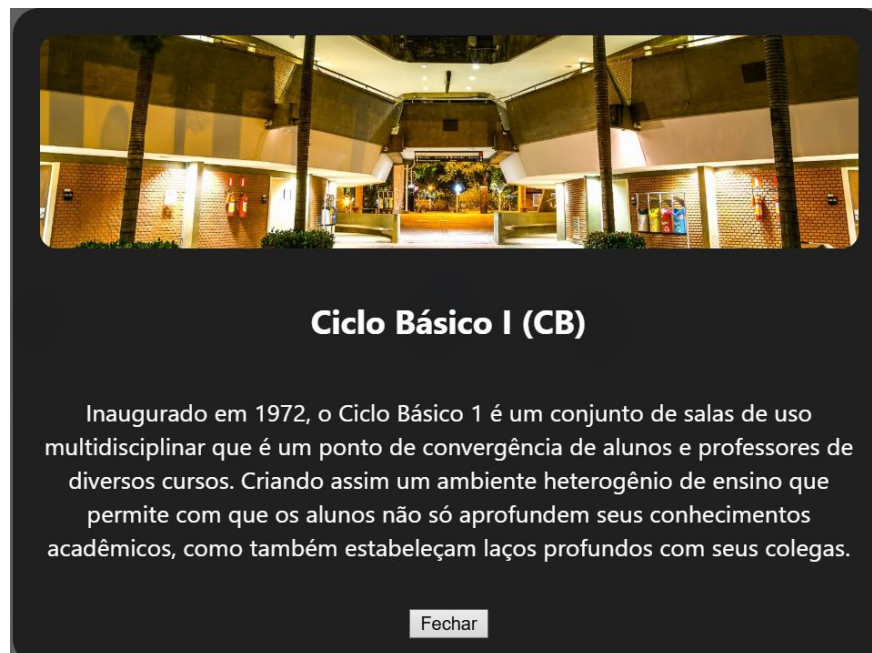 Ciclo Básico I (CB)
Inaugurado em 1972, o Ciclo Básico 1 é um conjunto de salas de uso
multidisciplinar que é um ponto de convergência de alunos e professores de
diversos cursos. Criando assim um ambiente heterogênio de ensino que
permite com que os alunos não só aprofundem seus conhecimentos
acadêmicos, como também estabeleçam laços profundos com seus colegas.
Fechar